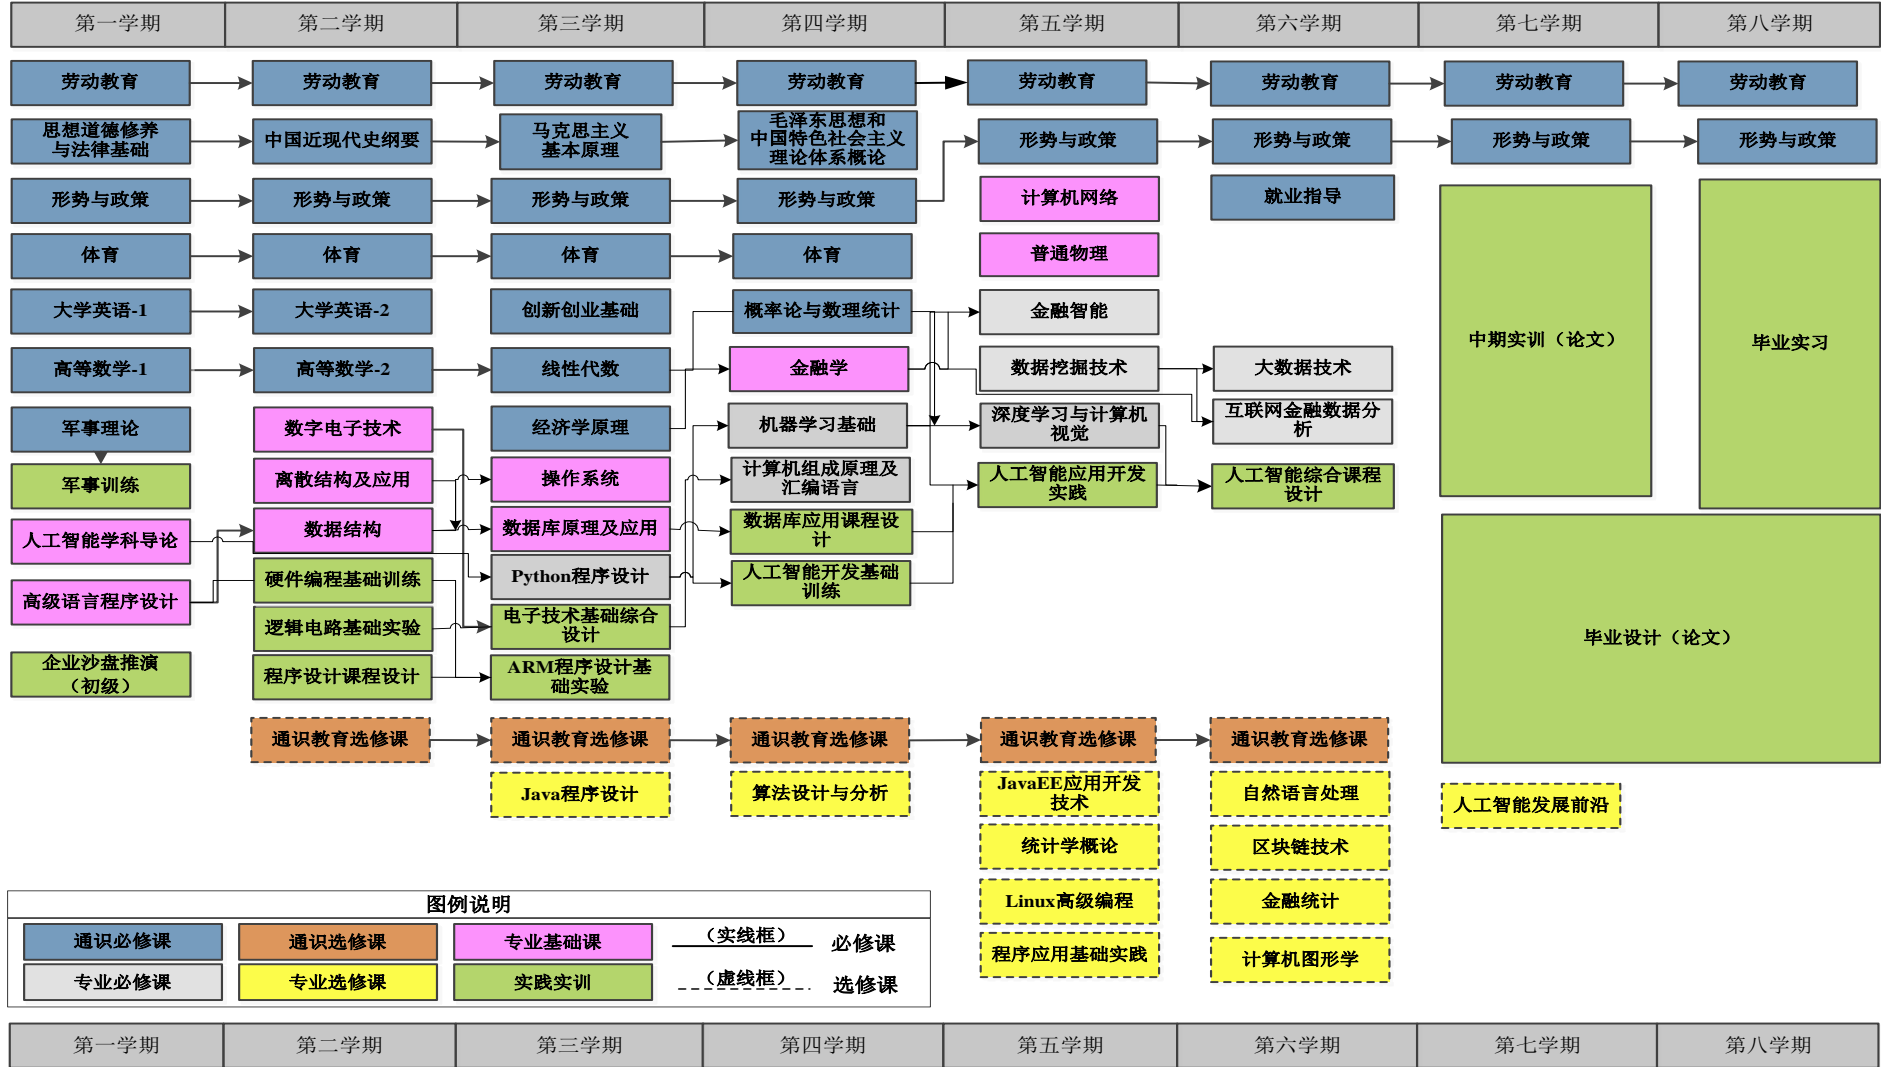 第一学期
第二学期
第三学期
第四学期
第五学期
第六学期
第七学期
第八学期
劳动教育
劳动教育
劳动教育
劳动教育
劳动教育
劳动教育
劳动教育
劳动教育
思想道德修养
与法律基础
中国近现代史纲要
马克思主义
基本原理
毛泽东思想和
中国特色社会主义
理论体系概论
形势与政策
形势与政策
形势与政策
形势与政策
形势与政策
形势与政策
形势与政策
形势与政策
计算机网络
就业指导
体育
体育
体育
体育
普通物理
大学英语-1
大学英语-2
创新创业基础
概率论与数理统计
金融智能
中期实训（论文）
毕业实习
高等数学-1
高等数学-2
线性代数
金融学
数据挖掘技术
大数据技术
军事理论
数字电子技术
经济学原理
机器学习基础
深度学习与计算机
视觉
互联网金融数据分
析
军事训练
离散结构及应用
操作系统
计算机组成原理及
汇编语言
人工智能应用开发
实践
人工智能综合课程
设计
人工智能学科导论
数据结构
数据库原理及应用
数据库应用课程设
计
高级语言程序设计
硬件编程基础训练
Python程序设计
人工智能开发基础
训练
逻辑电路基础实验
电子技术基础综合
设计
毕业设计（论文）
企业沙盘推演
（初级）
程序设计课程设计
ARM程序设计基
础实验
通识教育选修课
通识教育选修课
通识教育选修课
通识教育选修课
通识教育选修课
Java程序设计
算法设计与分析
JavaEE应用开发
技术
自然语言处理
人工智能发展前沿
统计学概论
区块链技术
Linux高级编程
金融统计
程序应用基础实践
计算机图形学
图例说明
通识必修课
通识选修课
专业基础课
（实线框）
必修课
专业必修课
专业选修课
实践实训
（虚线框）
选修课
第一学期
第二学期
第三学期
第四学期
第五学期
第六学期
第七学期
第八学期